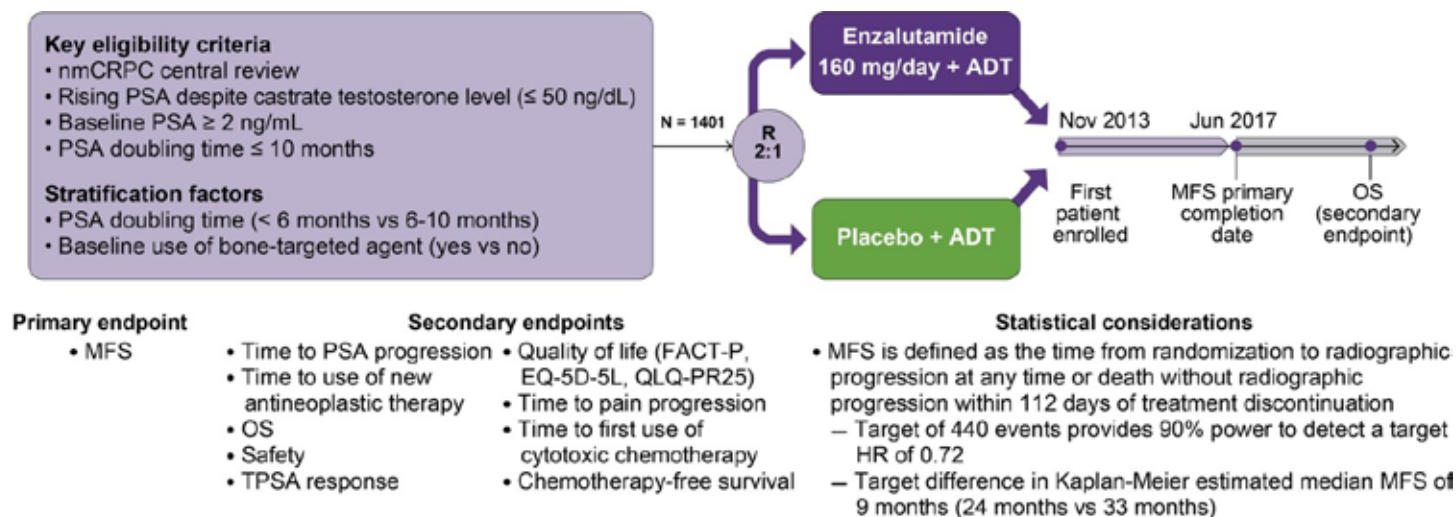 Key eligibility criteria
• nmCRPC central review
• Rising PSA despite castrate testosterone level (≤ 50 ng/dL)
• Baseline PSA ≥ 2 ng/mL
• PSA doubling time ≤ 10 months
Stratification factors
• PSA doubling time (< 6 months vs 6-10 months)
• Baseline use of bone-targeted agent (yes vs no)
N = 1401
R
2:1
Enzalutamide
160 mg/day + ADT
Placebo + ADT
Nov 2013
Jun 2017
First
patient
enrolled
MFS primary
completion
date
OS
(secondary
endpoint)
Primary endpoint
• MFS
Secondary endpoints
• Time to PSA progression
• Time to use of new
antineoplastic therapy
• OS
• Safety
• TPSA response
• Quality of life (FACT-P,
EQ-5D-5L, QLQ-PR25)
• Time to pain progression
• Time to first use of
cytotoxic chemotherapy
• Chemotherapy-free survival
Statistical considerations
• MFS is defined as the time from randomization to radiographic
progression at any time or death without radiographic
progression within 112 days of treatment discontinuation
– Target of 440 events provides 90% power to detect a target
HR of 0.72
– Target difference in Kaplan-Meier estimated median MFS of
9 months (24 months vs 33 months)